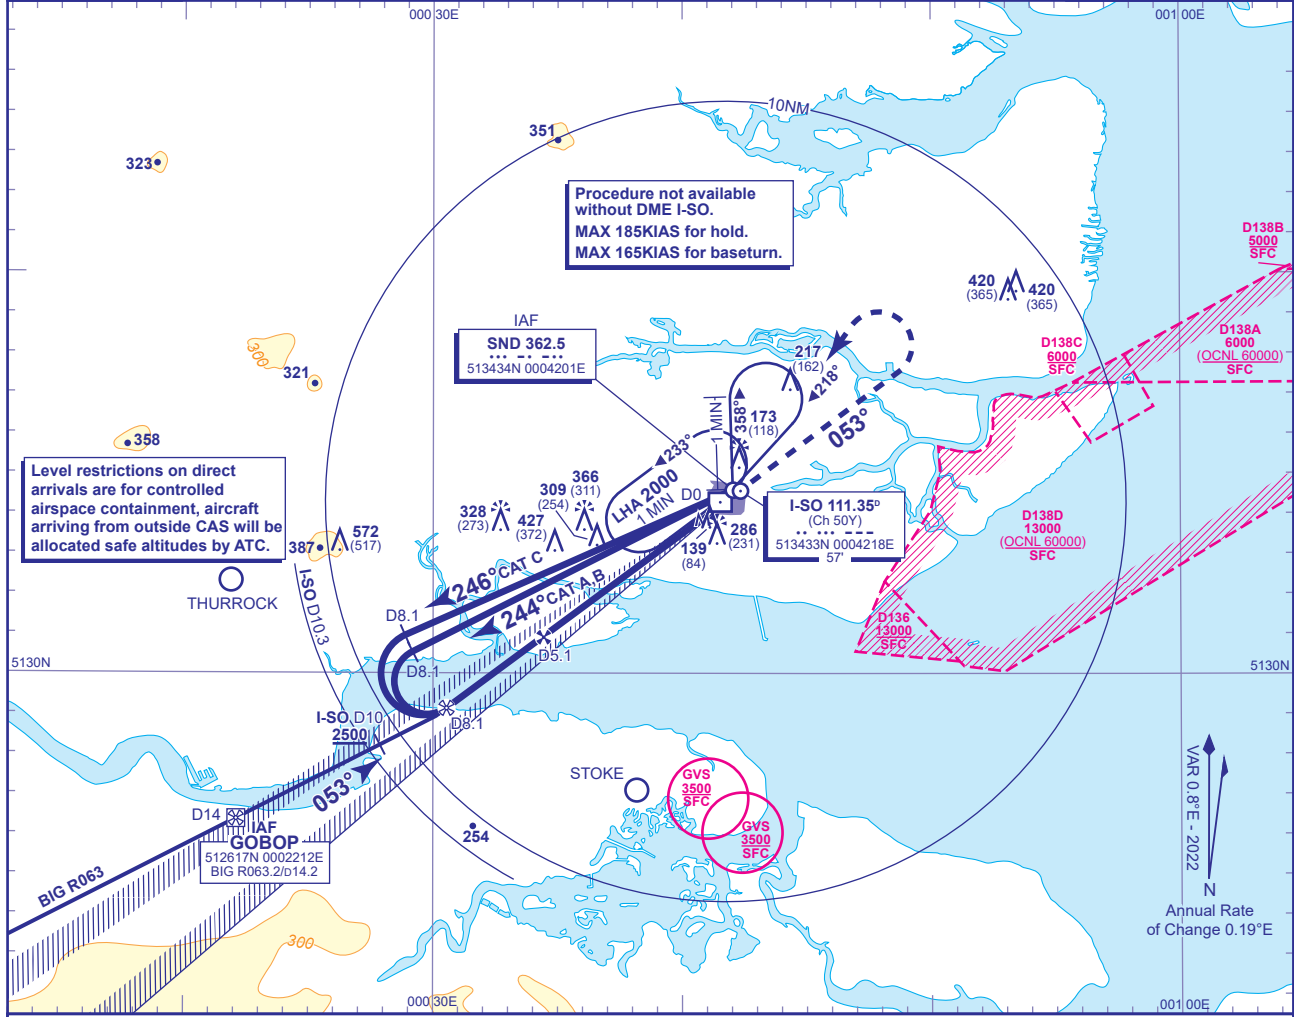 000 30E
001 00E
10NM
351
323
Procedure not available
without DME I-SO.
MAX 185KIAS for hold.
MAX 165KIAS for baseturn.
D138B
5000
SFC
420
(365)
420
(365)
IAF
SND 362.5
513434N 0004201E
D138C
6000
SFC
D138A
6000
(OCNL 60000)
SFC
300
321
217
(162)
218°
358°
1 MIN
173
(118)
053°
358
233°
LHA 2000
1 MIN
D0
Level restrictions on direct
arrivals are for controlled
airspace containment, aircraft
arriving from outside CAS will be
allocated safe altitudes by ATC.
366
(311)
309
(254)
328
(273)
427
(372)
I-SO 111.35D
(Ch 50Y)
513433N 0004218E
57'
286
(231)
139
(84)
D138D
13000
(OCNL 60000)
SFC
572
(517)
387
THURROCK
I-SO D10.3
246° CAT C
244° CAT A,B
D8.1
D8.1
D5.1
D136
13000
SFC
5130N
5130N
I-SO D10
2500
D8.1
053°
STOKE
GVS
3500
SFC
GVS
3500
SFC
VAR 0.8°E - 2022
N
Annual Rate
of Change 0.19°E
D14
IAF
GOBOP
512617N 0002212E
BIG R063.2/D14.2
254
BIG R063
300
000 30E
001 00E